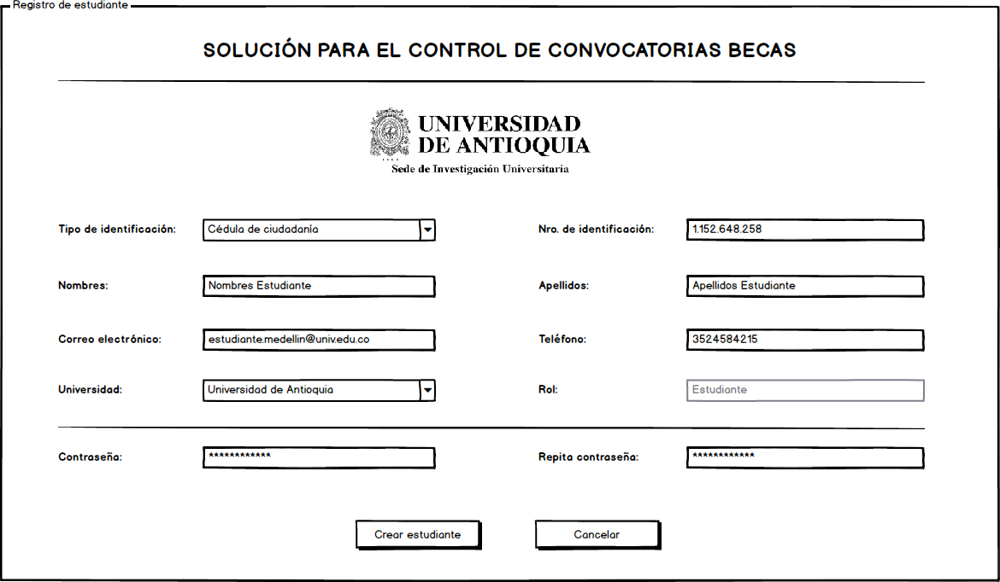 Registro de estudiante
SOLUCIÓN PARA EL CONTROL DE CONVOCATORIAS BECAS
UNIVERSIDAD
DE ANTIOQUIA
Sede de Investigación Universitaria
Tipo de identificación: Cédula de ciudadanía Nro. de identificación: 1.152.648.258
Nombres: Nombres Estudiante Apellidos: Apellidos Estudiante
Correo electrónico: estudiante.medellin@univ.edu.co Teléfono: 3524584215
Universidad: Universidad de Antioquia Rol: Estudiante
Contraseña: ************ Repita contraseña: ************
Crear estudiante Cancelar